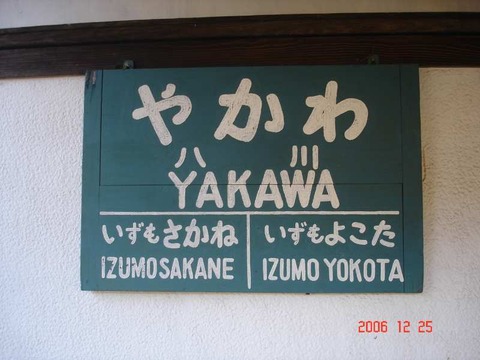 やかわ
八川
YAKAWA
いずもさかね いずもよこた
IZUMOSAKANE IZUMO YOKOTA
2006 12 25